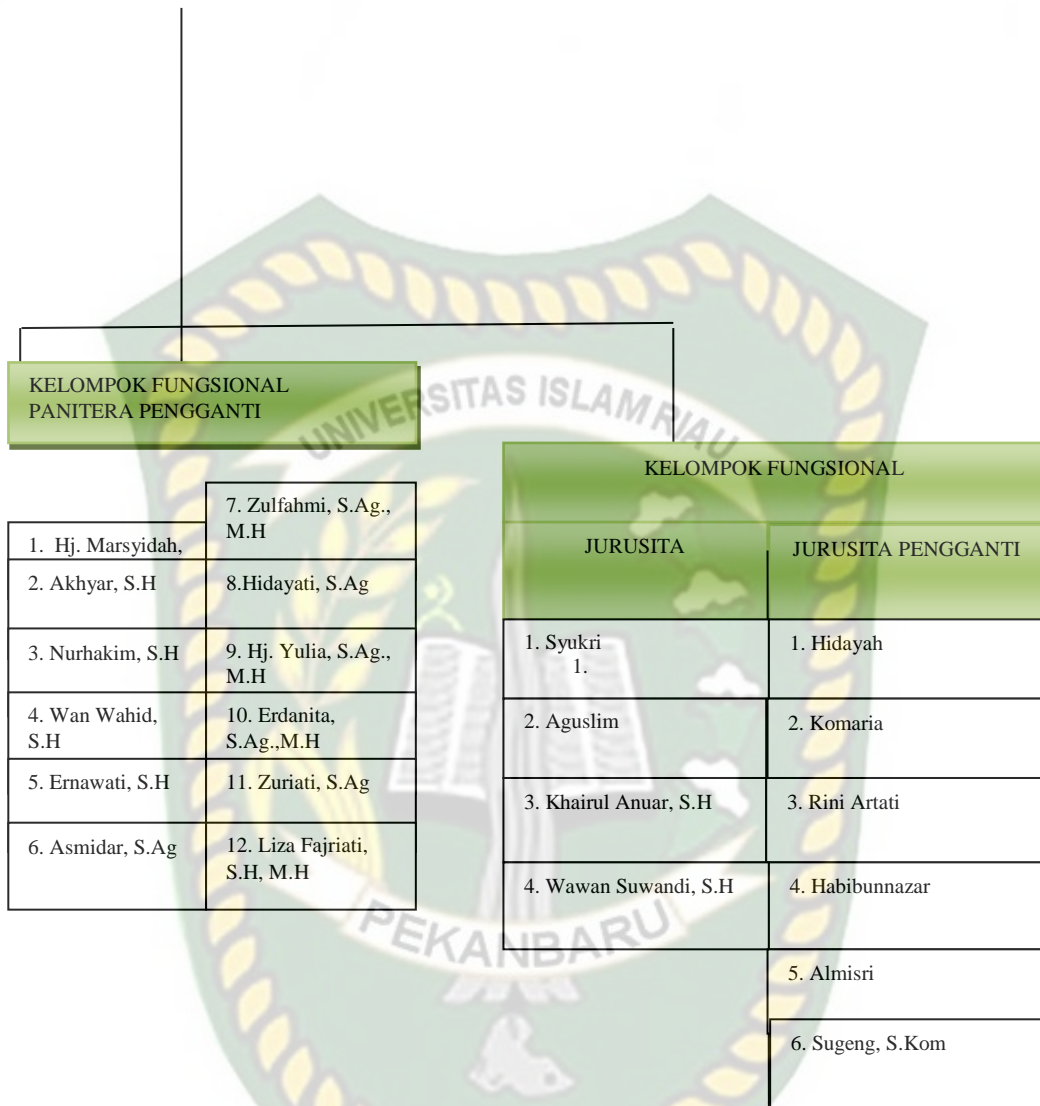 KELOMPOK FUNGSIONAL
PANITERA PENGGANTI
1. Hj. Marsyidah,
2. Akhyar, S.H
3. Nurhakim, S.H
4. Wan Wahid,
S.H
5. Ernawati, S.H
6. Asmidar, S.Ag
7. Zulfahmi, S.Ag.,
M.H
8.Hidayati, S.Ag
9. Hj. Yulia, S.Ag.,
M.H
10. Erdanita,
S.Ag.,M.H
11. Zuriati, S.Ag
12. Liza Fajriati,
S.H, M.H
KELOMPOK FUNGSIONAL
JURUSITA
1. Syukri
1.
2. Aguslim
3. Khairul Anuar, S.H
4. Wawan Suwandi, S.H
JURUSITA PENGGANTI
1. Hidayah
2. Komaria
3. Rini Artati
4. Habibunnazar
5. Almisri
6. Sugeng, S.Kom
UNIVERSITAS ISLAM RIAU
PEKANBARU